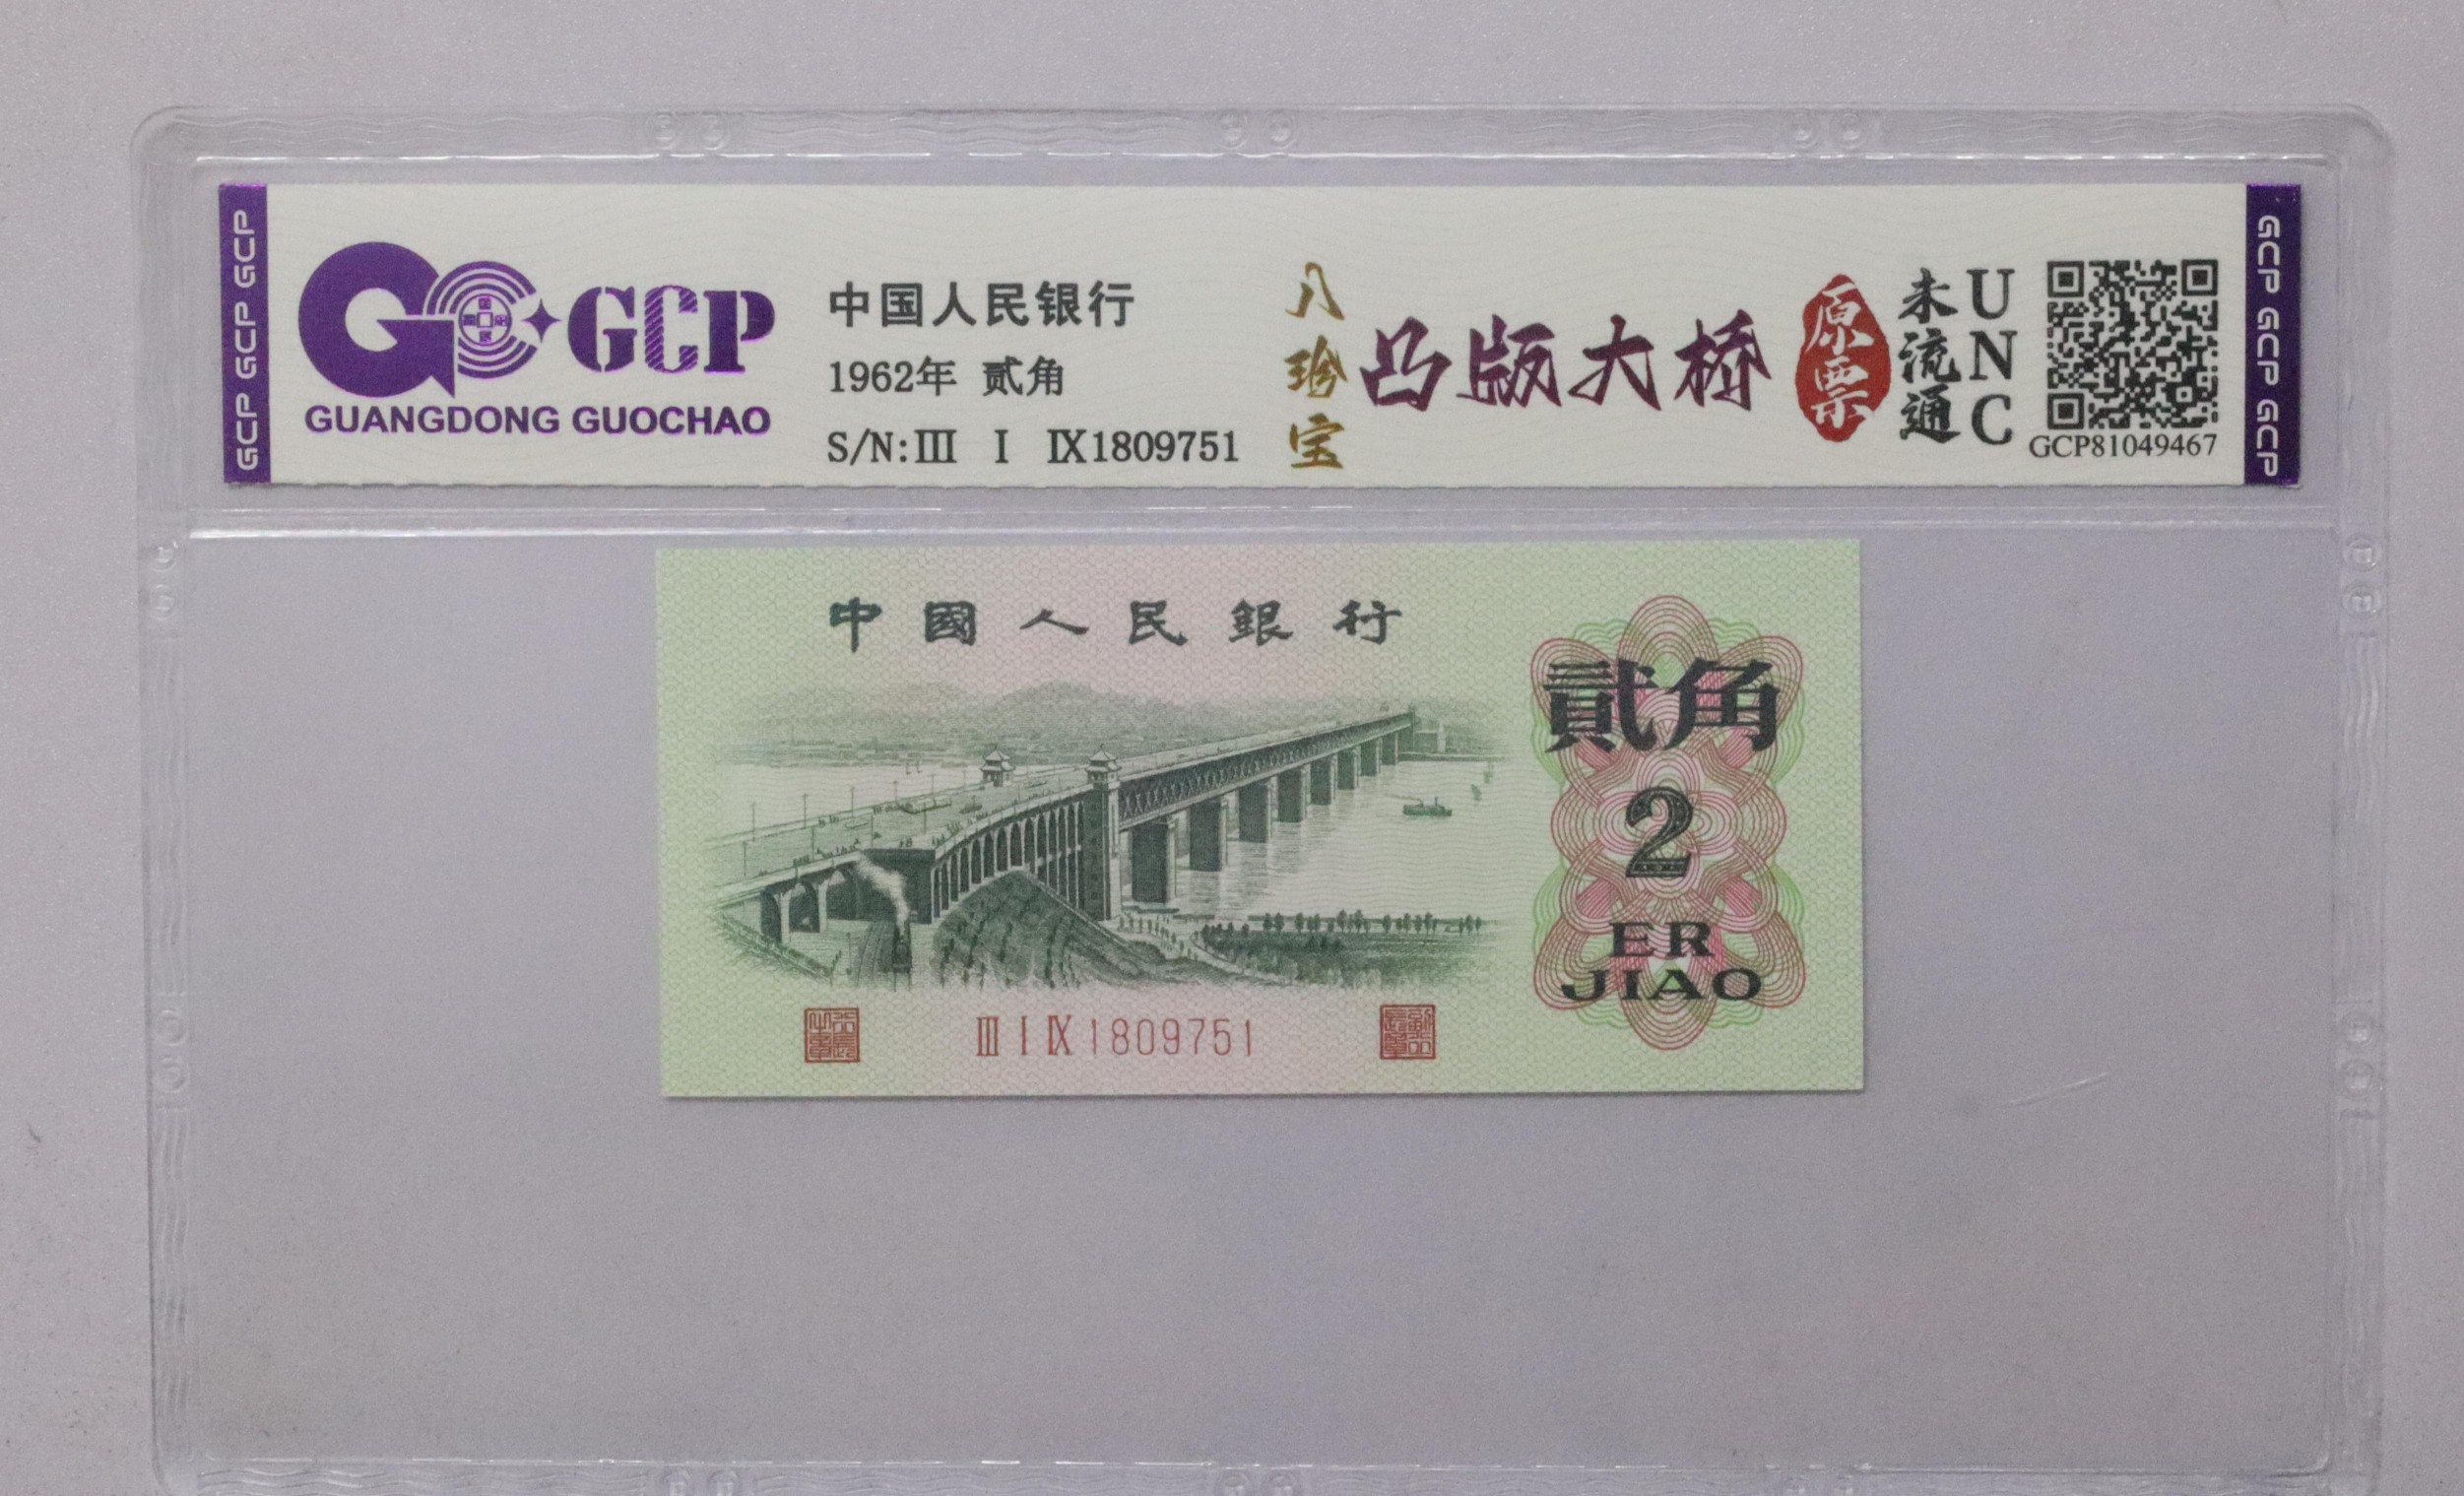 GCP GCP GCP
GCP
GUANGDONG GUOCHAO
中国人民银行
1962年 贰角
S/N:Ⅲ Ⅰ Ⅸ1809751
八珍宝
凸版大桥
原票
未流通
UNC
GCP81049467
GCP GCP GCP
中國人民銀行
貳角
2
ER
JIAO
Ⅲ Ⅰ Ⅸ 1809751